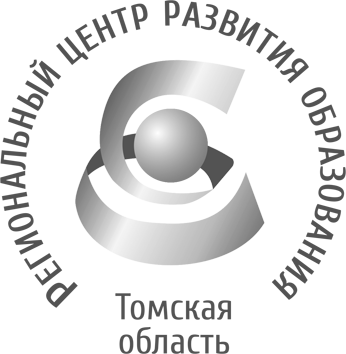 РЕГИОНАЛЬНЫЙ ЦЕНТР РАЗВИТИЯ ОБРАЗОВАНИЯ
Томская
область